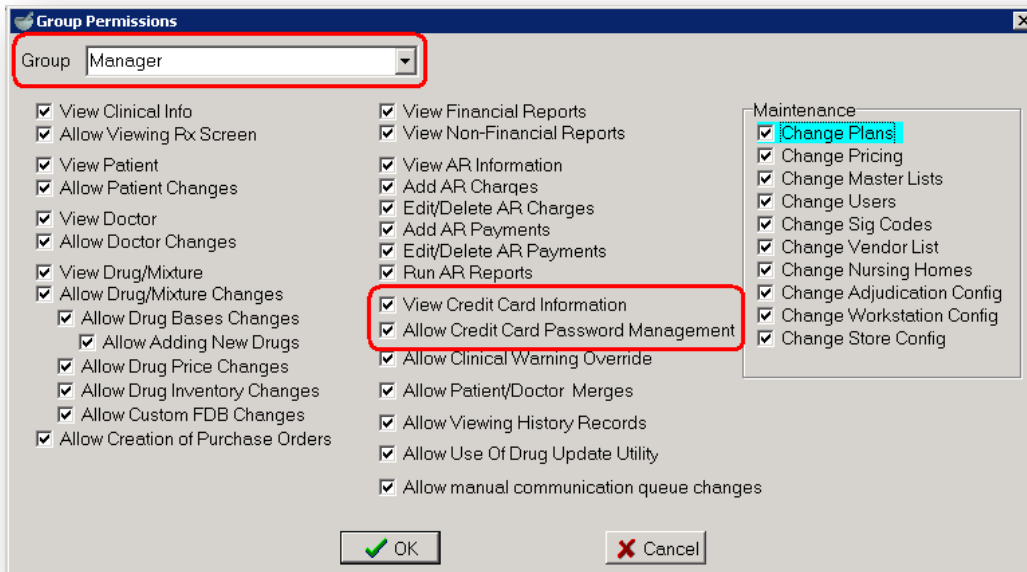 Group Permissions
Group Manager
View Clinical Info
Allow Viewing Rx Screen
View Patient
Allow Patient Changes
View Doctor
Allow Doctor Changes
View Drug/Mixture
Allow Drug/Mixture Changes
Allow Drug Bases Changes
Allow Adding New Drugs
Allow Drug Price Changes
Allow Drug Inventory Changes
Allow Custom FDB Changes
Allow Creation of Purchase Orders
View Financial Reports
View Non-Financial Reports
View AR Information
Add AR Charges
Edit/Delete AR Charges
Add AR Payments
Edit/Delete AR Payments
Run AR Reports
View Credit Card Information
Allow Credit Card Password Management
Allow Clinical Warning Override
Allow Patient/Doctor Merges
Allow Viewing History Records
Allow Use Of Drug Update Utility
Allow manual communication queue changes
Maintenance
Change Plans
Change Pricing
Change Master Lists
Change Users
Change Sig Codes
Change Vendor List
Change Nursing Homes
Change Adjudication Config
Change Workstation Config
Change Store Config
OK
Cancel